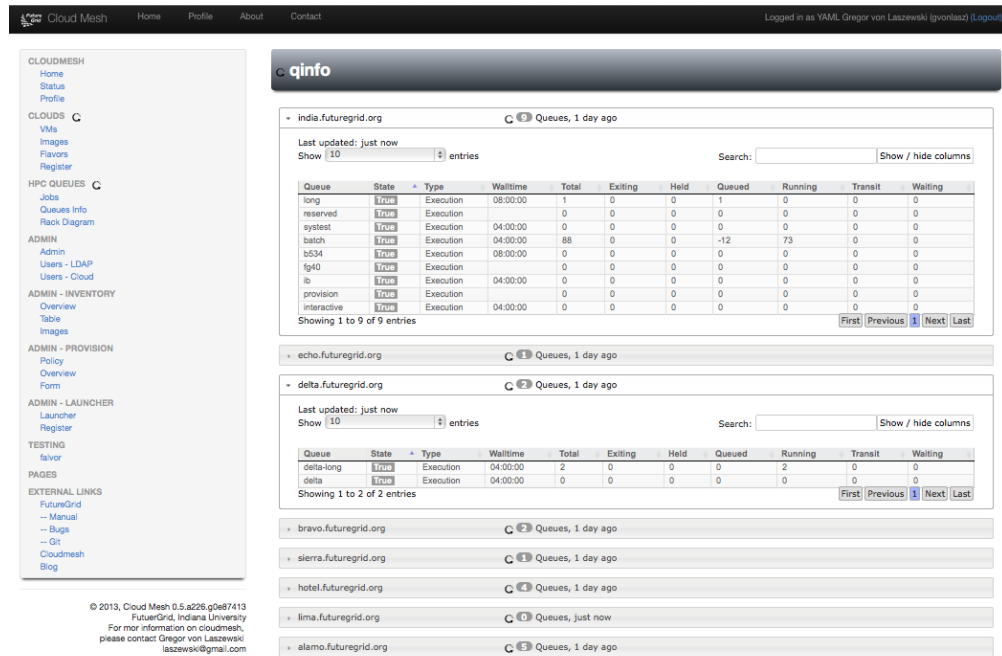 Future Grid Cloud Mesh Home Profile About Contact Logged in as YAML Gregor von Laszewski (gvonlasz) (Logout)
CLOUDMESH
Home
Status
Profile
CLOUDS
VMs
Images
Flavors
Register
HPC QUEUES
Jobs
Queues Info
Rack Diagram
ADMIN
Admin
Users - LDAP
Users - Cloud
ADMIN - INVENTORY
Overview
Table
Images
ADMIN - PROVISION
Policy
Overview
Form
ADMIN - LAUNCHER
Launcher
Register
TESTING
falvor
PAGES
EXTERNAL LINKS
FutureGrid
-- Manual
-- Bugs
-- Git
Cloudmesh
Blog
© 2013, Cloud Mesh 0.5.a226.g0e87413
FutuerGrid, Indiana University
For mor information on cloudmesh,
please contact Gregor von Laszewski
laszewski@gmail.com
qinfo
india.futuregrid.org 9 Queues, 1 day ago
Last updated: just now
Show 10 entries Search: Show / hide columns
Queue State Type Walltime Total Exiting Held Queued Running Transit Waiting
long True Execution 08:00:00 1 0 0 1 0 0 0
reserved True Execution 0 0 0 0 0 0 0
systest True Execution 04:00:00 0 0 0 0 0 0 0
batch True Execution 04:00:00 88 0 0 -12 73 0 0
b534 True Execution 08:00:00 0 0 0 0 0 0 0
fg40 True Execution 0 0 0 0 0 0 0
ib True Execution 04:00:00 0 0 0 0 0 0 0
provision True Execution 0 0 0 0 0 0 0
interactive True Execution 04:00:00 0 0 0 0 0 0 0
Showing 1 to 9 of 9 entries First Previous 1 Next Last
echo.futuregrid.org 1 Queues, 1 day ago
delta.futuregrid.org 2 Queues, 1 day ago
Last updated: just now
Show 10 entries Search: Show / hide columns
Queue State Type Walltime Total Exiting Held Queued Running Transit Waiting
delta-long True Execution 04:00:00 2 0 0 0 2 0 0
delta True Execution 04:00:00 0 0 0 0 0 0 0
Showing 1 to 2 of 2 entries First Previous 1 Next Last
bravo.futuregrid.org 2 Queues, 1 day ago
sierra.futuregrid.org 1 Queues, 1 day ago
hotel.futuregrid.org 4 Queues, 1 day ago
lima.futuregrid.org 0 Queues, just now
alamo.futuregrid.org 5 Queues, 1 day ago